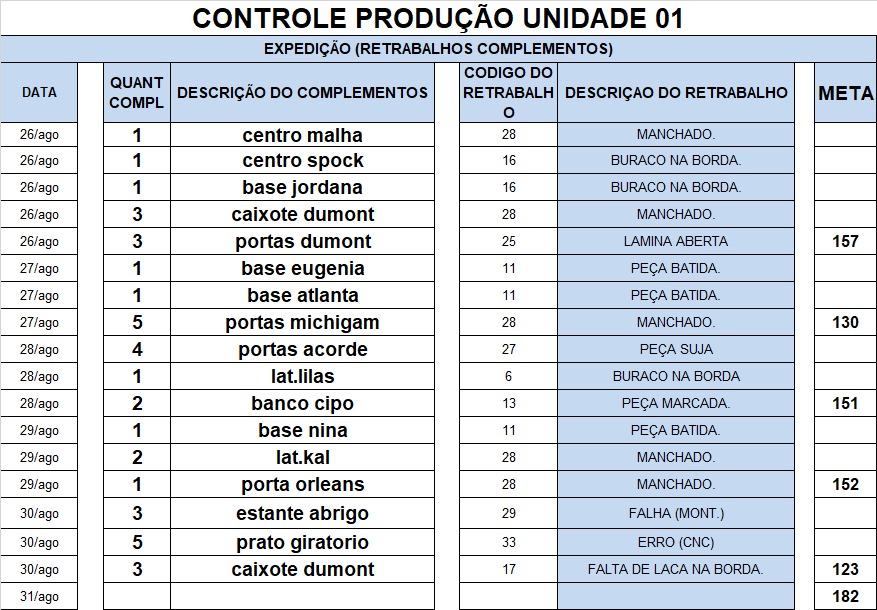 CONTROLE PRODUÇÃO UNIDADE 01
EXPEDIÇÃO (RETRABALHOS COMPLEMENTOS)
DATA QUANT COMPL DESCRIÇÃO DO COMPLEMENTOS CODIGO DO RETRABALH O DESCRIÇAO DO RETRABALHO META
26/ago 1 centro malha 28 MANCHADO.
26/ago 1 centro spock 16 BURACO NA BORDA.
26/ago 1 base jordana 16 BURACO NA BORDA.
26/ago 3 caixote dumont 28 MANCHADO.
26/ago 3 portas dumont 25 LAMINA ABERTA 157
27/ago 1 base eugenia 11 PEÇA BATIDA.
27/ago 1 base atlanta 11 PEÇA BATIDA.
27/ago 5 portas michigam 28 MANCHADO. 130
28/ago 4 portas acorde 27 PEÇA SUJA
28/ago 1 lat.lilas 6 BURACO NA BORDA
28/ago 2 banco cipo 13 PEÇA MARCADA. 151
29/ago 1 base nina 11 PEÇA BATIDA.
29/ago 2 lat.kal 28 MANCHADO.
29/ago 1 porta orleans 28 MANCHADO. 152
30/ago 3 estante abrigo 29 FALHA (MONT.)
30/ago 5 prato giratorio 33 ERRO (CNC)
30/ago 3 caixote dumont 17 FALTA DE LACA NA BORDA. 123
31/ago 182